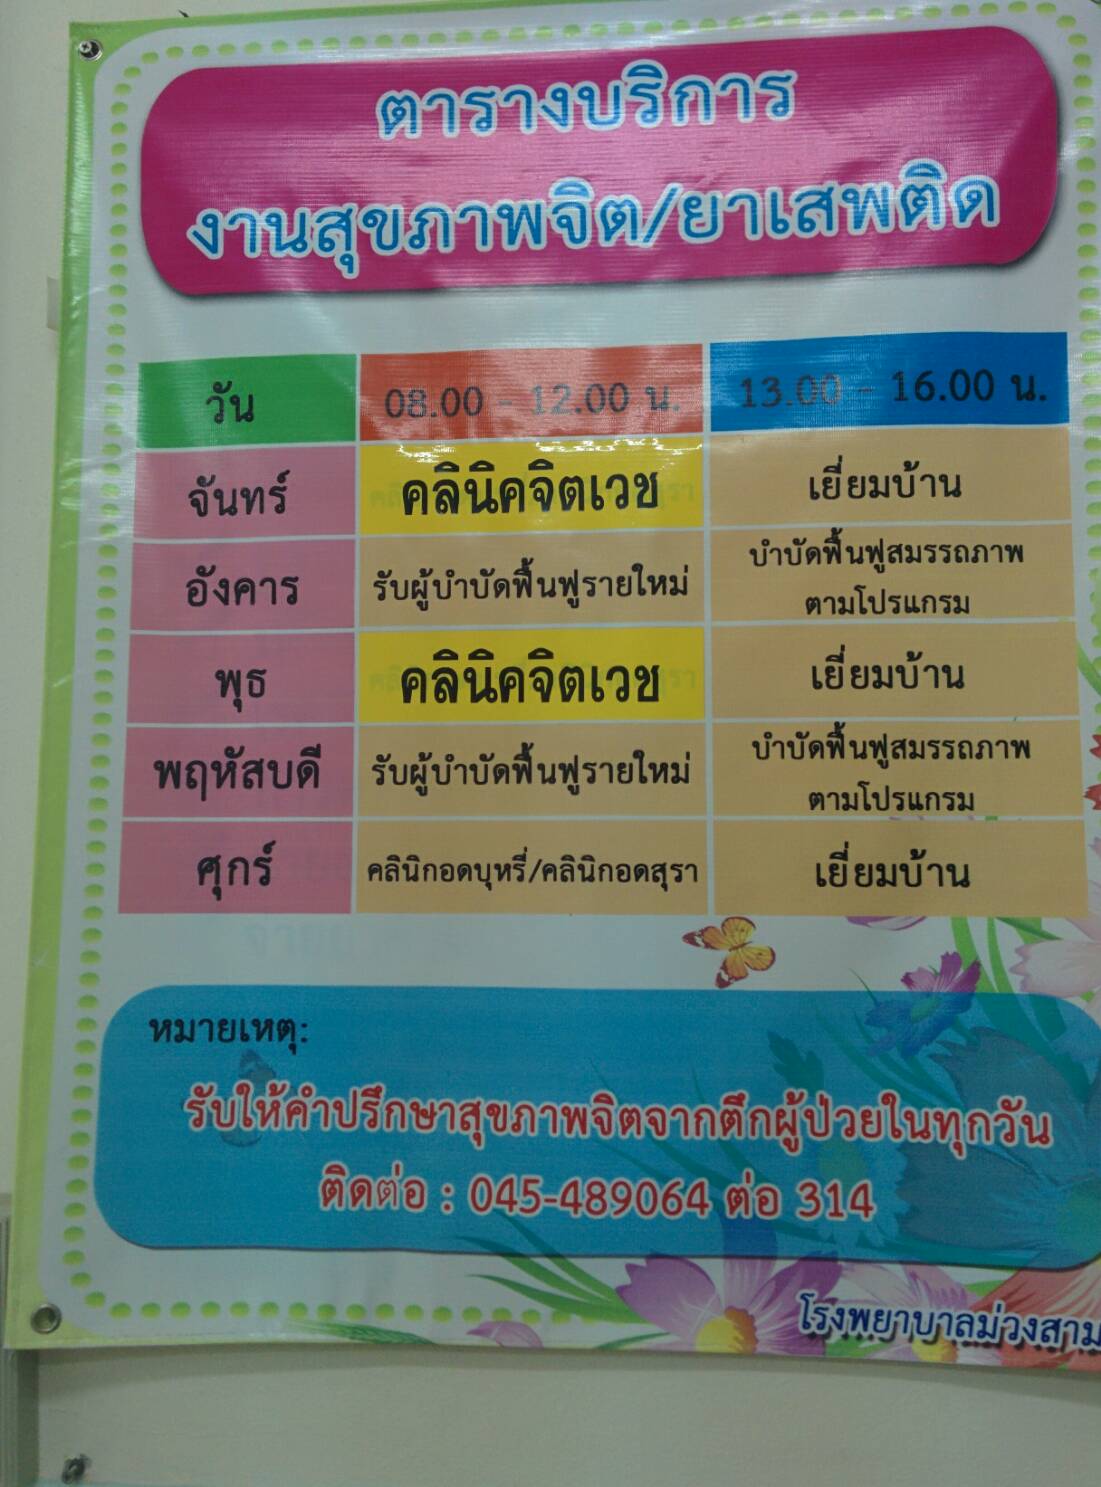 ตารางบริการ
งานสุขภาพจิต/ยาเสพติด
วัน 08.00 - 12.00 น. 13.00 - 16.00 น.
จันทร์ คลินิคจิตเวช เยี่ยมบ้าน
อังคาร รับผู้บำบัดฟื้นฟูรายใหม่ บำบัดฟื้นฟูสมรรถภาพ
ตามโปรแกรม
พุธ คลินิคจิตเวช เยี่ยมบ้าน
พฤหัสบดี รับผู้บำบัดฟื้นฟูรายใหม่ บำบัดฟื้นฟูสมรรถภาพ
ตามโปรแกรม
ศุกร์ คลินิกอดบุหรี่/คลินิกอดสุรา เยี่ยมบ้าน
หมายเหตุ:
รับให้คำปรึกษาสุขภาพจิตจากตึกผู้ป่วยในทุกวัน
ติดต่อ : 045-489064 ต่อ 314
โรงพยาบาลม่วงสาม